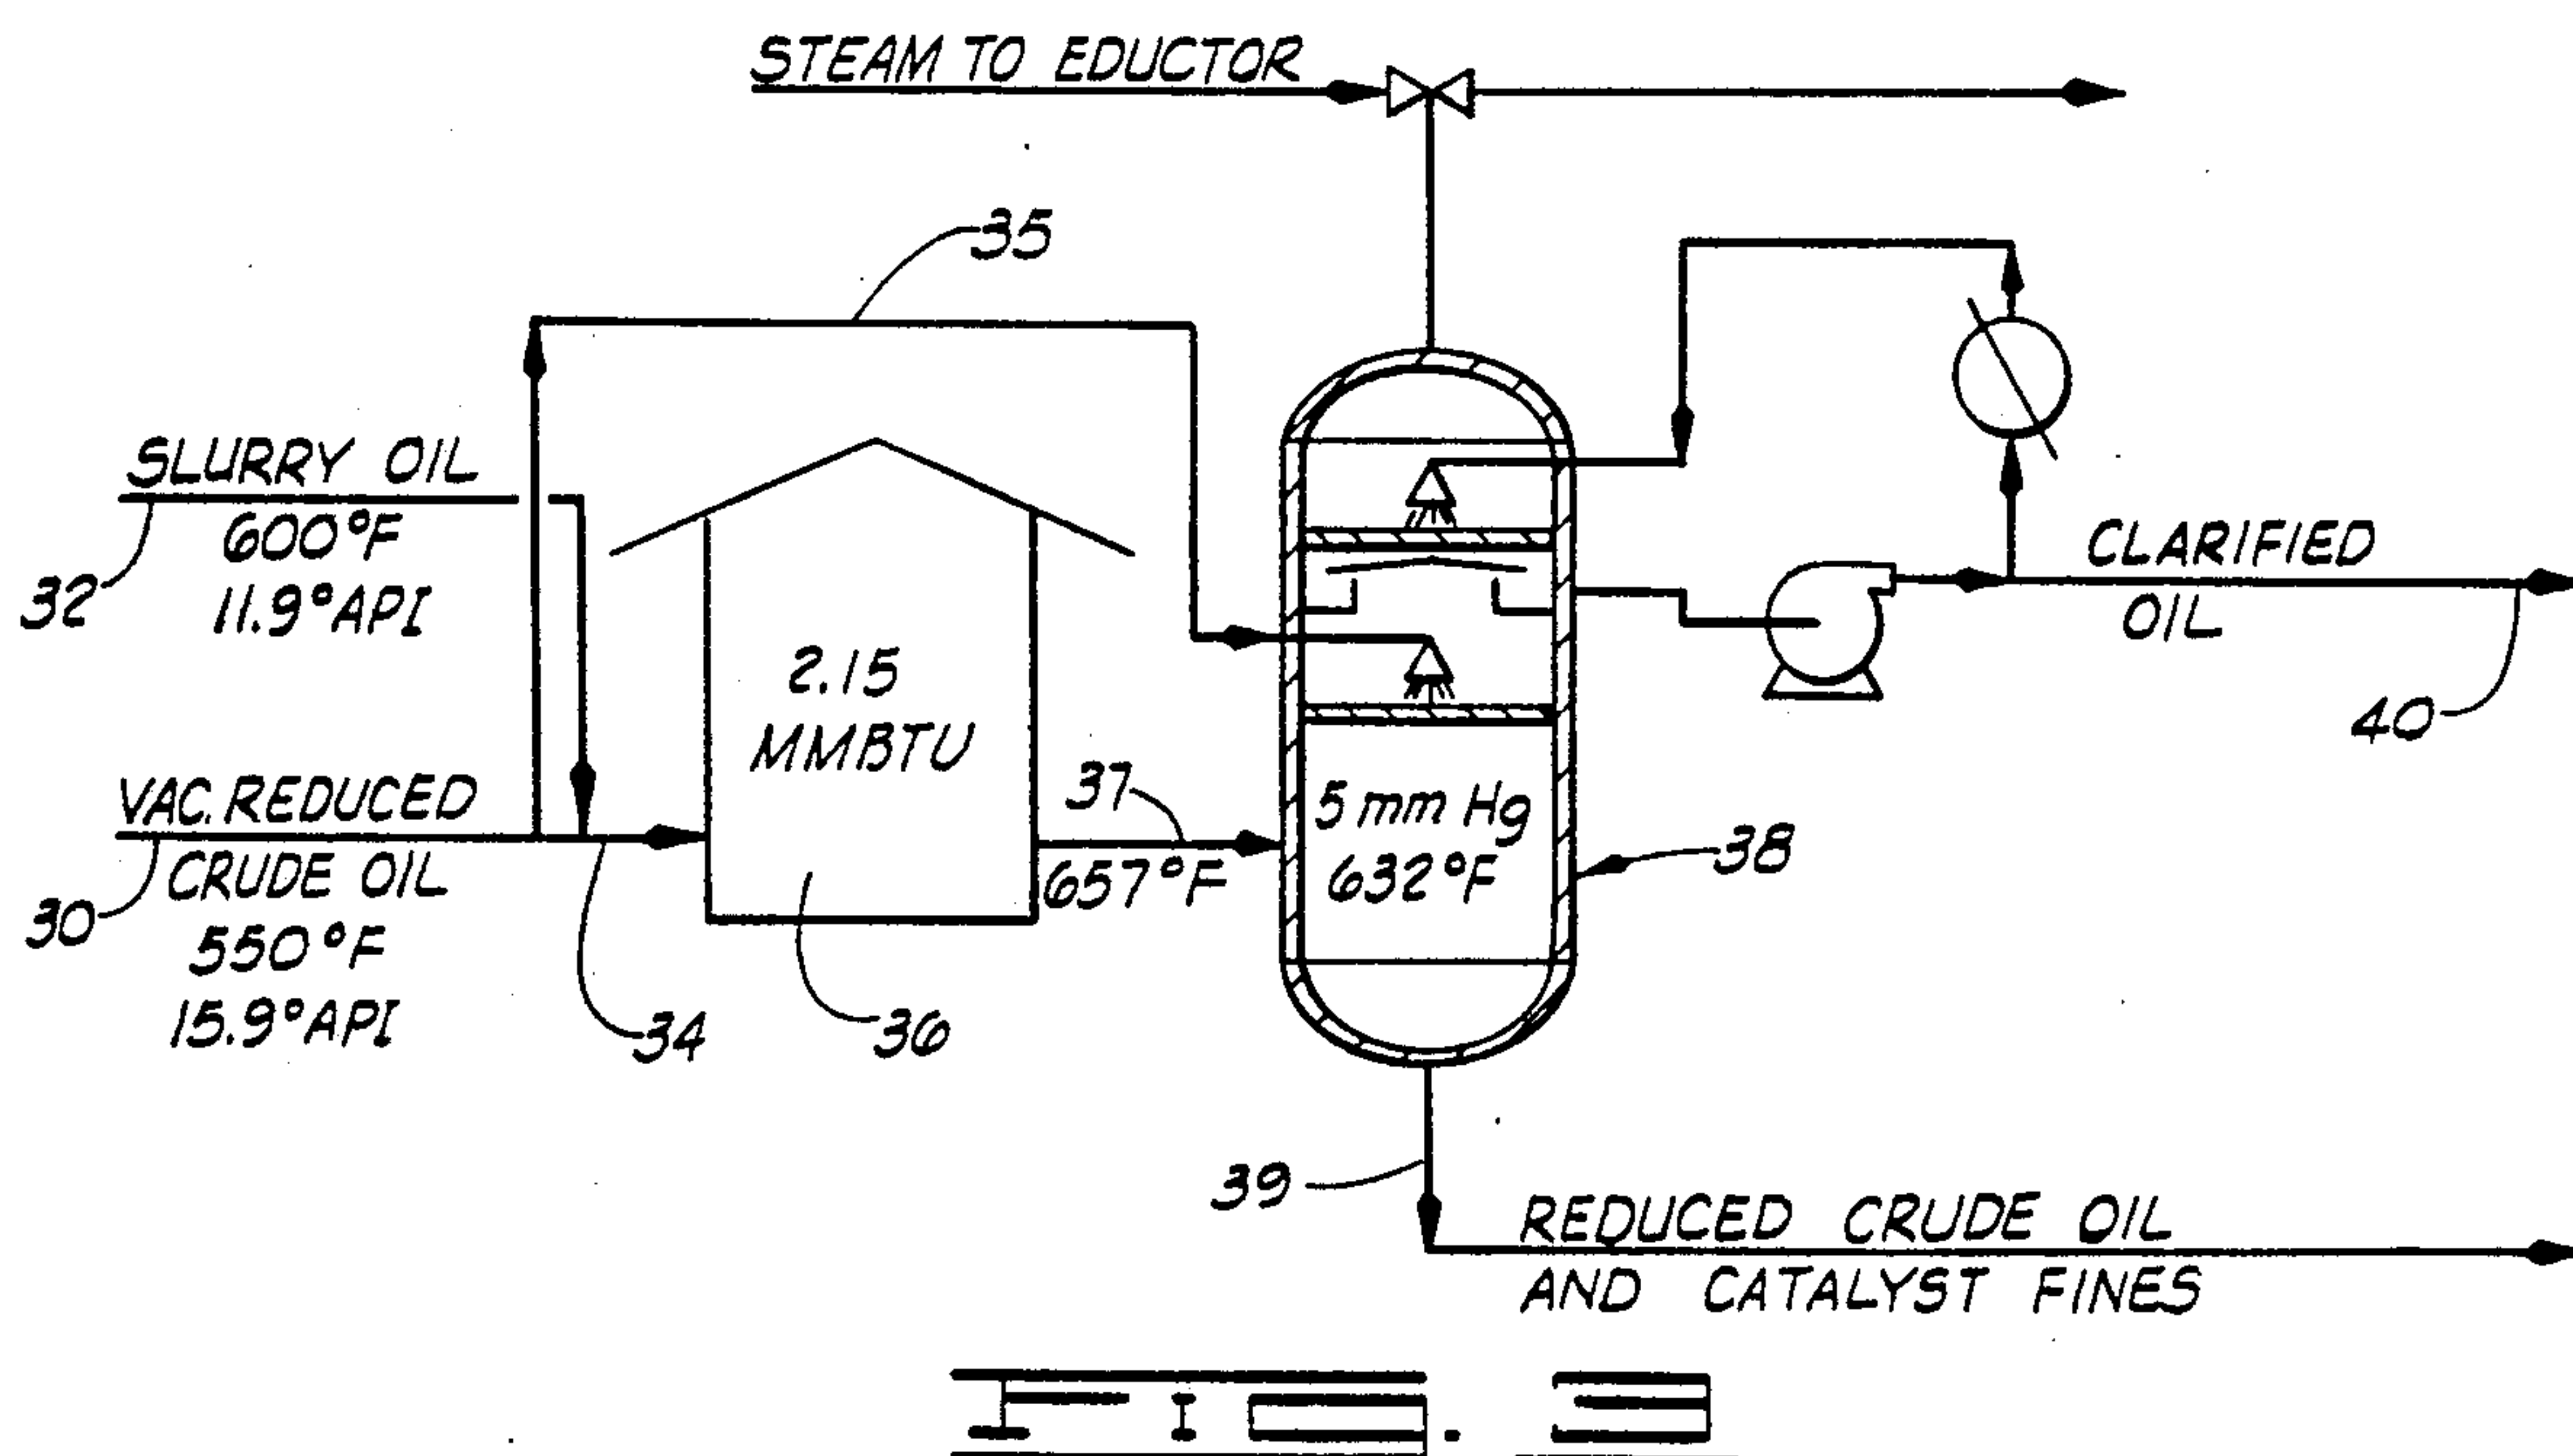 STEAM TO EDUCTOR
35
SLURRY OIL
600°F
11.9°API
32
CLARIFIED
OIL
40
2.15
MMBTU
VAC. REDUCED
CRUDE OIL
550°F
15.9°API
30
34
36
37
657°F
5 mm Hg
632°F
38
39
REDUCED CRUDE OIL
AND CATALYST FINES